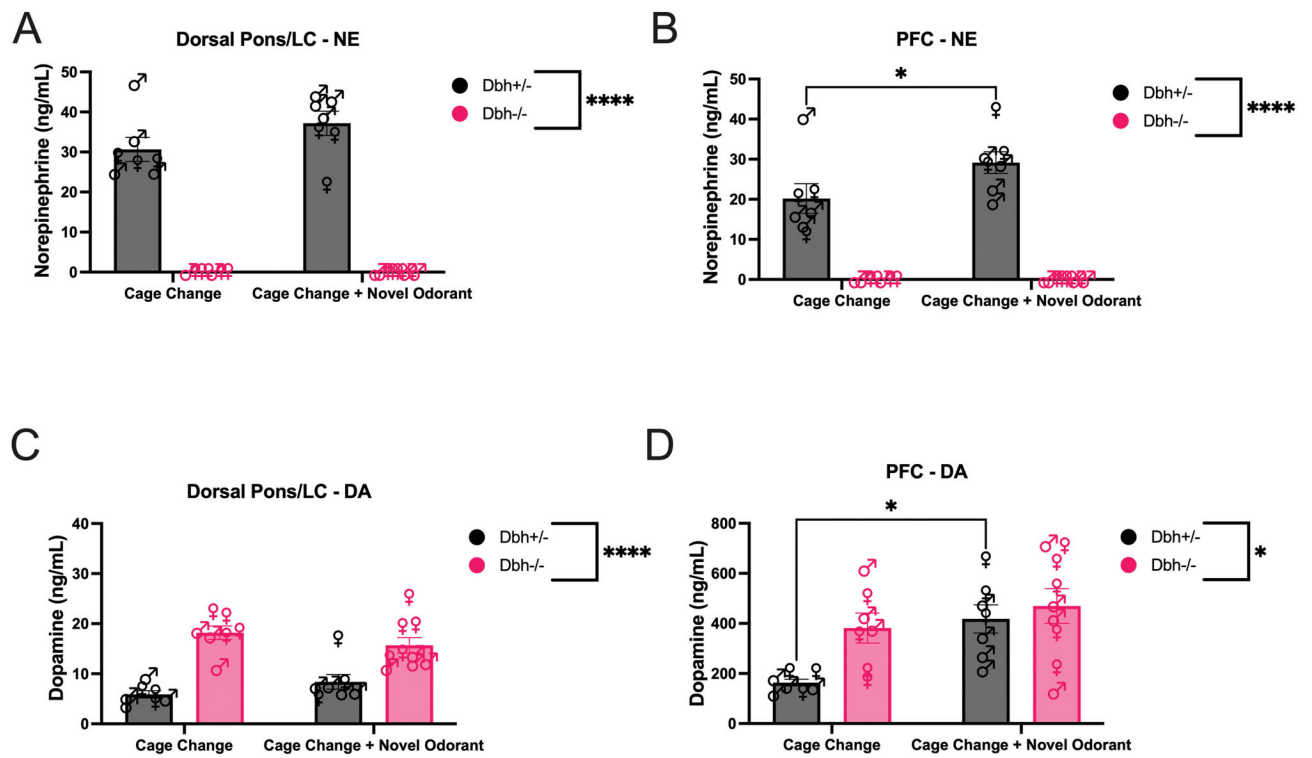 A
Dorsal Pons/LC - NE
Norepinephrine (ng/mL)
50
40
30
20
10
0
Cage Change
Cage Change + Novel Odorant
Dbh+/-
Dbh-/-
****
B
PFC - NE
Norepinephrine (ng/mL)
50
40
30
20
10
0
*
Cage Change
Cage Change + Novel Odorant
Dbh+/-
Dbh-/-
****
C
Dorsal Pons/LC - DA
Dopamine (ng/mL)
40
30
20
10
0
Cage Change
Cage Change + Novel Odorant
Dbh+/-
Dbh-/-
****
D
PFC - DA
Dopamine (ng/mL)
800
600
400
200
0
*
Cage Change
Cage Change + Novel Odorant
Dbh+/-
Dbh-/-
*